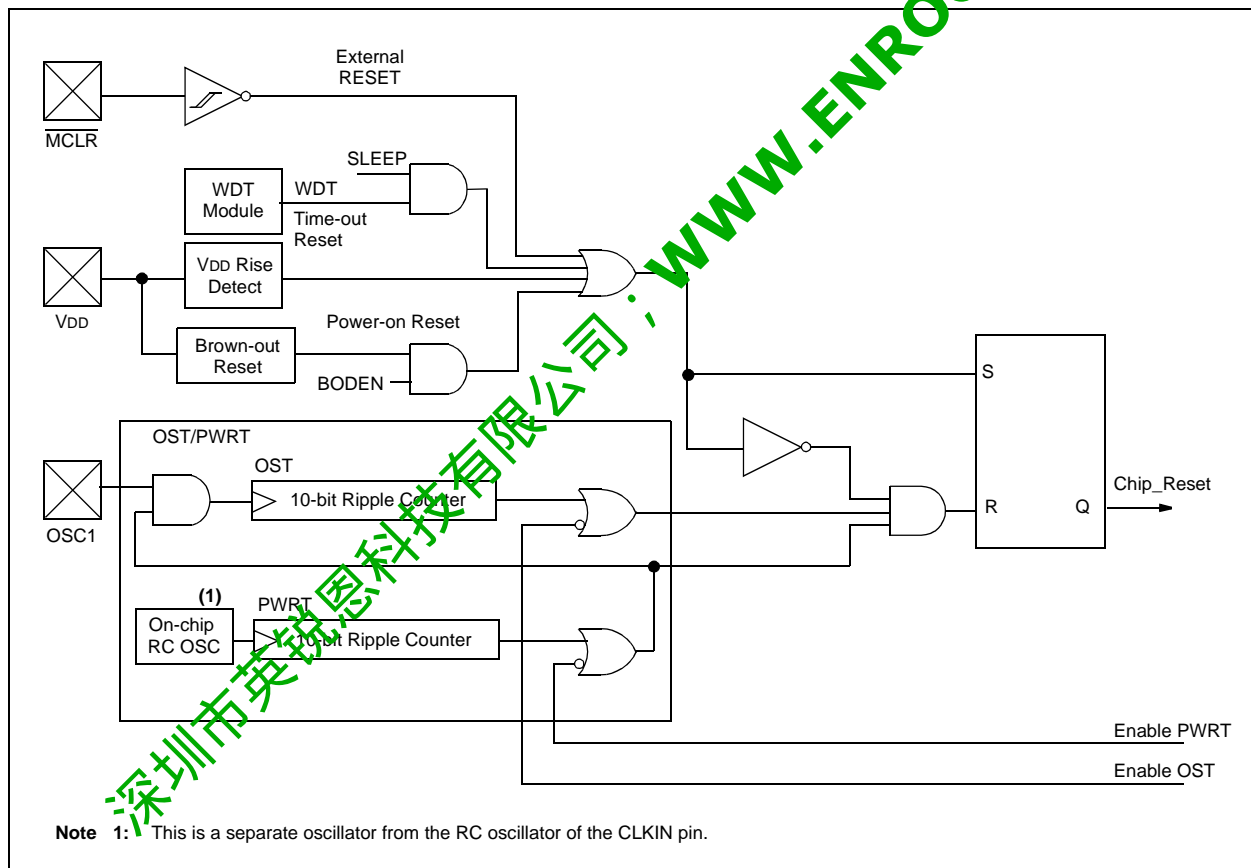 External
RESET
MCLR
SLEEP
WDT
Module
WDT
Time-out
Reset
VDD Rise
Detect
VDD
Power-on Reset
Brown-out
Reset
BODEN
S
OST/PWRT
OST
10-bit Ripple Counter
OSC1
Chip_Reset
R
Q
(1)
On-chip
RC OSC
PWRT
10-bit Ripple Counter
Enable PWRT
Enable OST
Note 1: This is a separate oscillator from the RC oscillator of the CLKIN pin.
深圳市英锐恩科技有限公司;WWW.ENRO